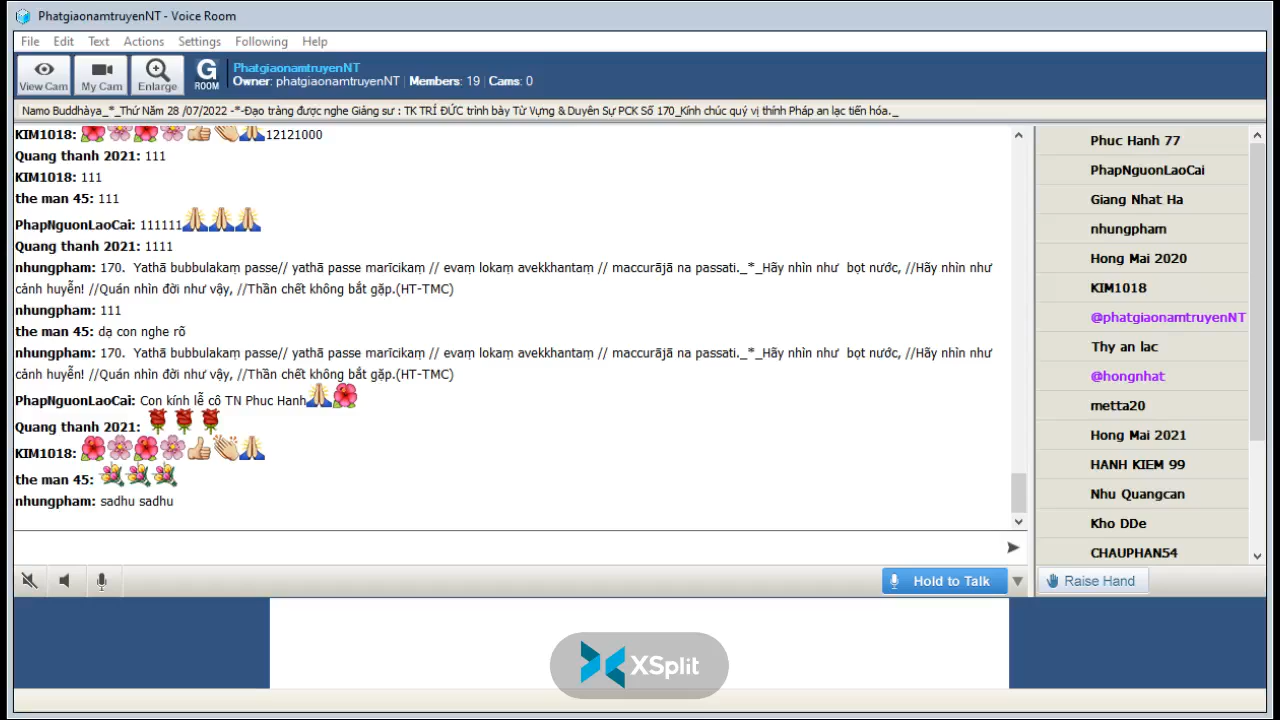 PhatgiaonamtruyenNT - Voice Room
File Edit Text Actions Settings Following Help
View Cam My Cam Enlarge G ROOM
PhatgiaonamtruyenNT
Owner: phatgiaonamtruyenNT | Members: 19 | Cams: 0
Namo Buddhàya_*_Thứ Năm 28 /07/2022 -*-Đạo tràng được nghe Giảng sư : TK TRÍ ĐỨC trình bày Từ Vựng & Duyên Sự PCK Số 170_Kính chúc quý vị thính Pháp an lạc tiến hóa._
KIM1018: 🌺🌸🌺🌸👍👏🙏12121000
Quang thanh 2021: 111
KIM1018: 111
the man 45: 111
PhapNguonLaoCai: 111111🙏🙏🙏
Quang thanh 2021: 1111
nhungpham: 170. Yathā bubbulakaṃ passe// yathā passe marīcikaṃ // evaṃ lokaṃ avekkhantaṃ // maccurājā na passati._*_Hãy nhìn như bọt nước, //Hãy nhìn như
cảnh huyễn! //Quán nhìn đời như vậy, //Thần chết không bắt gặp.(HT-TMC)
nhungpham: 111
the man 45: dạ con nghe rõ
nhungpham: 170. Yathā bubbulakaṃ passe// yathā passe marīcikaṃ // evaṃ lokaṃ avekkhantaṃ // maccurājā na passati._*_Hãy nhìn như bọt nước, //Hãy nhìn như
cảnh huyễn! //Quán nhìn đời như vậy, //Thần chết không bắt gặp.(HT-TMC)
PhapNguonLaoCai: Con kính lễ cô TN Phuc Hanh🙏🌺
Quang thanh 2021: 🌹🌹🌹
KIM1018: 🌺🌸🌺🌸👍👏🙏
the man 45: 💐💐💐
nhungpham: sadhu sadhu
Phuc Hanh 77
PhapNguonLaoCai
Giang Nhat Ha
nhungpham
Hong Mai 2020
KIM1018
@phatgiaonamtruyenNT
Thy an lac
@hongnhat
metta20
Hong Mai 2021
HANH KIEM 99
Nhu Quangcan
Kho DDe
CHAUPHAN54
Hold to Talk
Raise Hand
XSplit